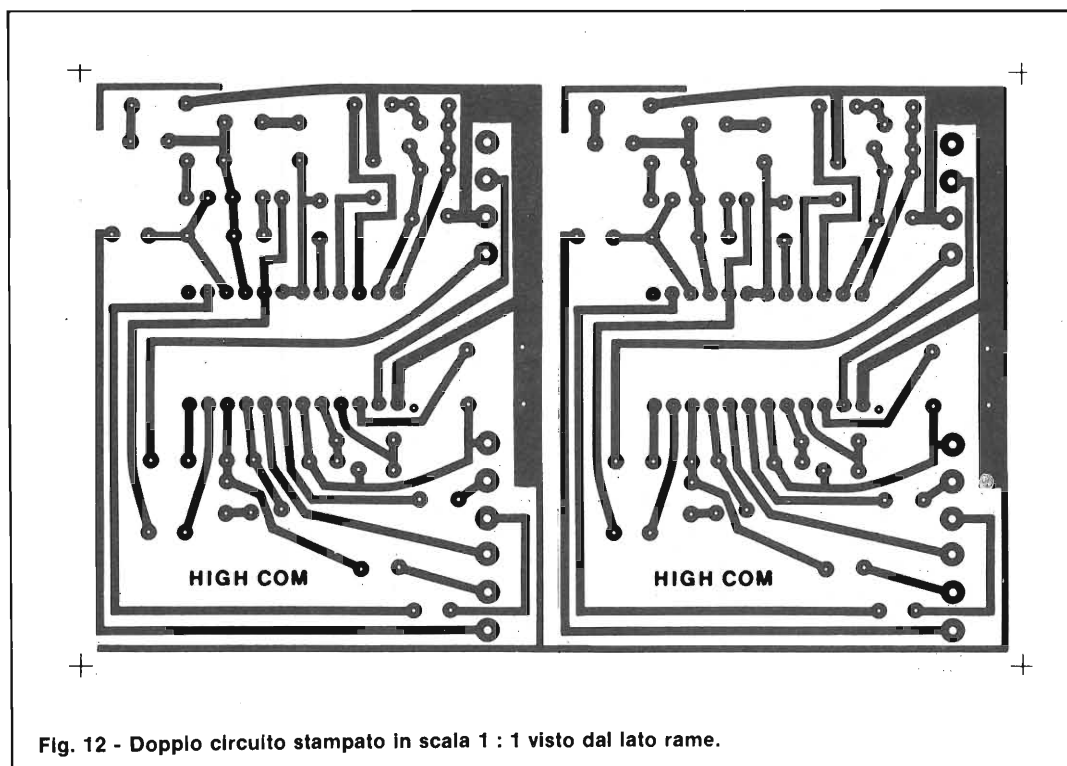 HIGH COM
HIGH COM
Fig. 12 - Doppio circuito stampato in scala 1 : 1 visto dal lato rame.